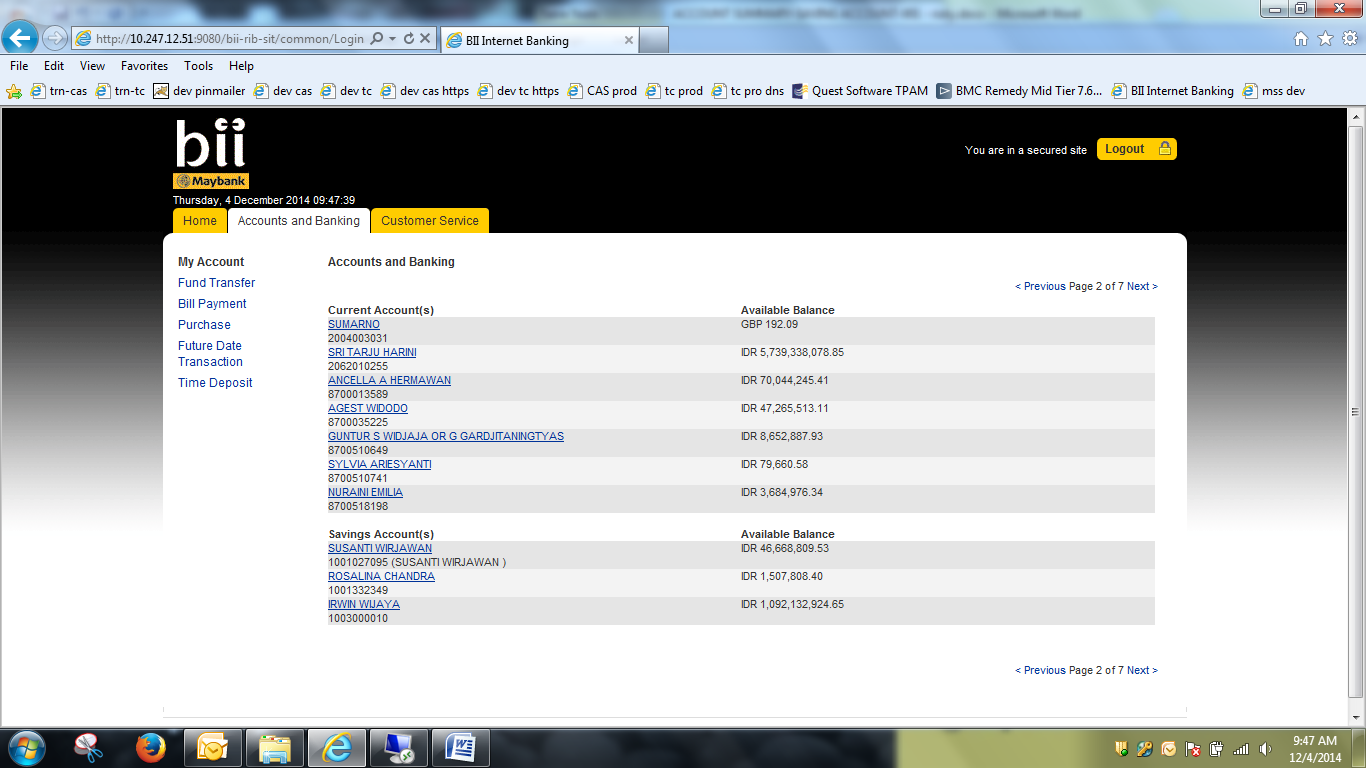 http://10.247.12.51:9080/bii-rib-sit/common/Login
BII Internet Banking
File Edit View Favorites Tools Help
trn-cas trn-tc dev pinmailer dev cas dev tc dev cas https dev tc https CAS prod tc prod tc pro dns Quest Software TPAM BMC Remedy Mid Tier 7.6... BII Internet Banking mss dev
bii
Maybank
You are in a secured site Logout
Thursday, 4 December 2014 09:47:39
Home Accounts and Banking Customer Service
My Account
Fund Transfer
Bill Payment
Purchase
Future Date
Transaction
Time Deposit
Accounts and Banking
< Previous Page 2 of 7 Next >
Current Account(s) Available Balance
SUMARNO GBP 192.09
2004003031
SRI TARJU HARINI IDR 5,739,338,078.85
2062010255
ANCELLA A HERMAWAN IDR 70,044,245.41
8700013589
AGEST WIDODO IDR 47,265,513.11
8700035225
GUNTUR S WIDJAJA OR G GARDJITANINGTYAS IDR 8,652,887.93
8700510649
SYLVIA ARIESYANTI IDR 79,660.58
8700510741
NURAINI EMILIA IDR 3,684,976.34
8700518198
Savings Account(s) Available Balance
SUSANTI WIRJAWAN IDR 46,668,809.53
1001027095 (SUSANTI WIRJAWAN )
ROSALINA CHANDRA IDR 1,507,808.40
1001332349
IRWIN WIJAYA IDR 1,092,132,924.65
1003000010
< Previous Page 2 of 7 Next >
9:47 AM
12/4/2014